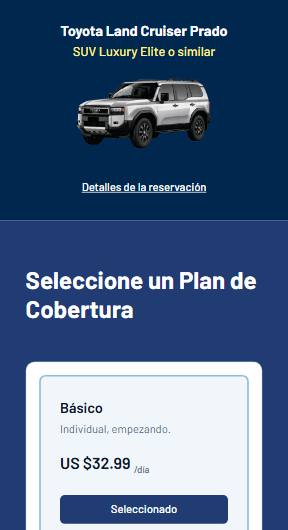 Toyota Land Cruiser Prado
SUV Luxury Elite o similar
Detalles de la reservación
Seleccione un Plan de
Cobertura
Básico
Individual, empezando.
US $32.99 /día
Seleccionado